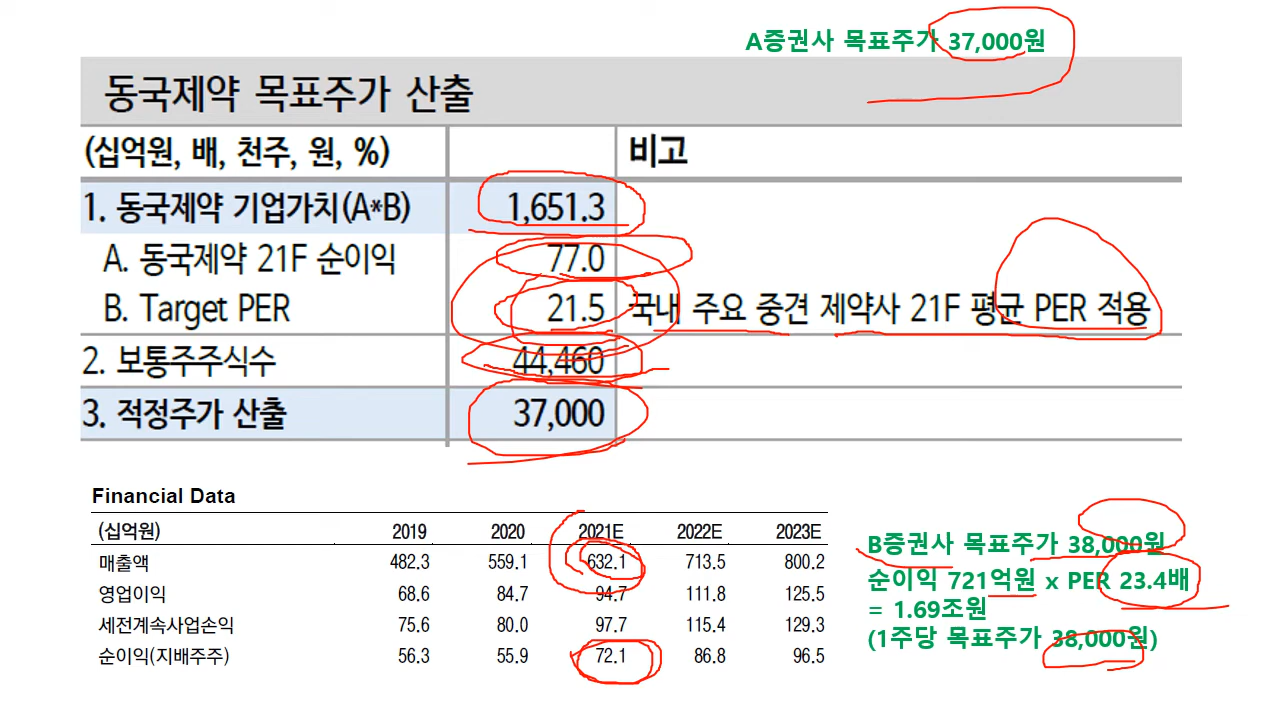 A증권사 목표주가 37,000원
동국제약 목표주가 산출
(십억원, 배, 천주, 원, %) 비고
1. 동국제약 기업가치(A*B) 1,651.3
A. 동국제약 21F 순이익 77.0
B. Target PER 21.5 국내 주요 중견 제약사 21F 평균 PER 적용
2. 보통주주식수 44,460
3. 적정주가 산출 37,000
Financial Data
(십억원) 2019 2020 2021E 2022E 2023E
매출액 482.3 559.1 632.1 713.5 800.2
영업이익 68.6 84.7 94.7 111.8 125.5
세전계속사업손익 75.6 80.0 97.7 115.4 129.3
순이익(지배주주) 56.3 55.9 72.1 86.8 96.5
B증권사 목표주가 38,000원
순이익 721억원 x PER 23.4배
= 1.69조원
(1주당 목표주가 38,000원)